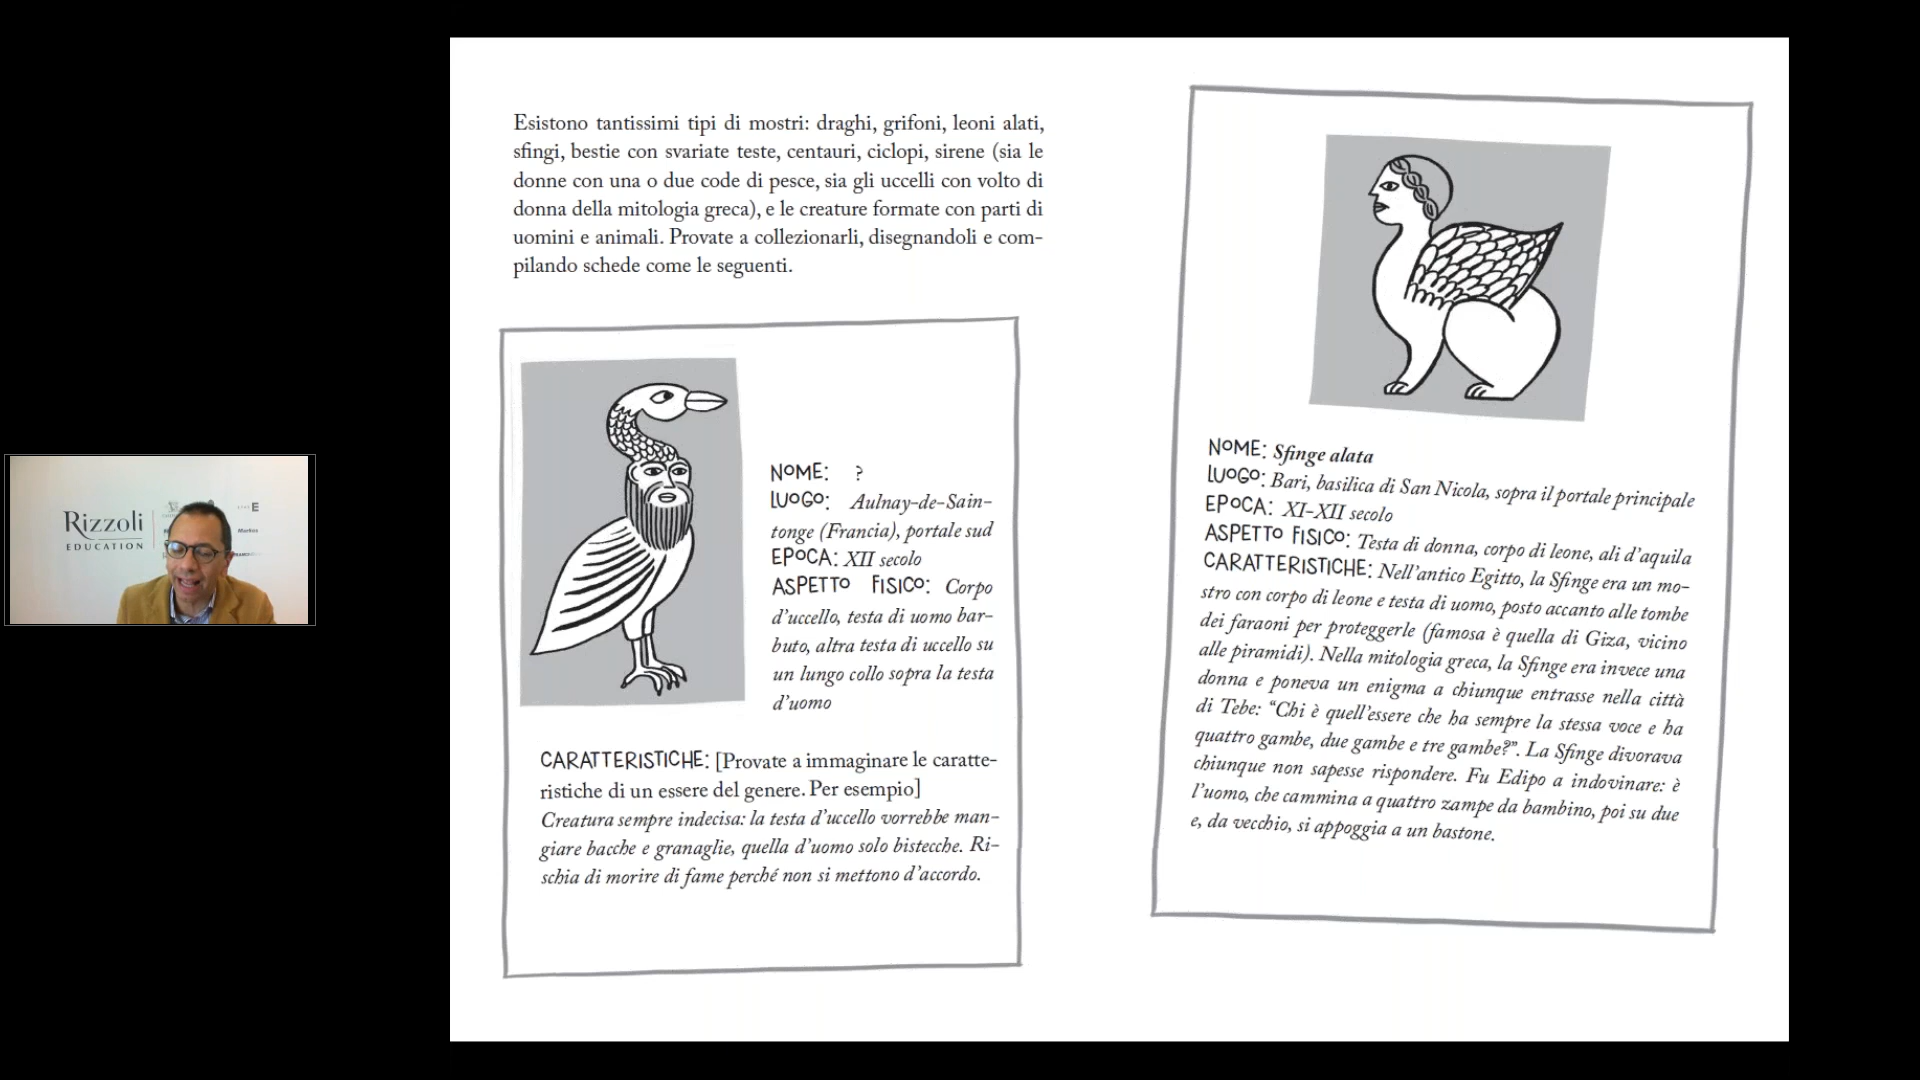 Esistono tantissimi tipi di mostri: draghi, grifoni, leoni alati,
sfingi, bestie con svariate teste, centauri, ciclopi, sirene (sia le
donne con una o due code di pesce, sia gli uccelli con volto di
donna della mitologia greca), e le creature formate con parti di
uomini e animali. Provate a collezionarli, disegnandoli e com-
pilando schede come le seguenti.
NOME: ?
LUOGO: Aulnay-de-Sain-
tonge (Francia), portale sud
EPOCA: XII secolo
ASPETTO FISICO: Corpo
d'uccello, testa di uomo bar-
buto, altra testa di uccello su
un lungo collo sopra la testa
d'uomo
CARATTERISTICHE: [Provate a immaginare le caratte-
ristiche di un essere del genere. Per esempio]
Creatura sempre indecisa: la testa d'uccello vorrebbe man-
giare bacche e granaglie, quella d'uomo solo bistecche. Ri-
schia di morire di fame perché non si mettono d'accordo.
NOME: Sfinge alata
LUOGO: Bari, basilica di San Nicola, sopra il portale principale
EPOCA: XI-XII secolo
ASPETTO FISICO: Testa di donna, corpo di leone, ali d'aquila
CARATTERISTICHE: Nell'antico Egitto, la Sfinge era un mo-
stro con corpo di leone e testa di uomo, posto accanto alle tombe
dei faraoni per proteggerle (famosa è quella di Giza, vicino
alle piramidi). Nella mitologia greca, la Sfinge era invece una
donna e poneva un enigma a chiunque entrasse nella città
di Tebe: “Chi è quell'essere che ha sempre la stessa voce e ha
quattro gambe, due gambe e tre gambe?”. La Sfinge divorava
chiunque non sapesse rispondere. Fu Edipo a indovinare: è
l'uomo, che cammina a quattro zampe da bambino, poi su due
e, da vecchio, si appoggia a un bastone.
Rizzoli
EDUCATION